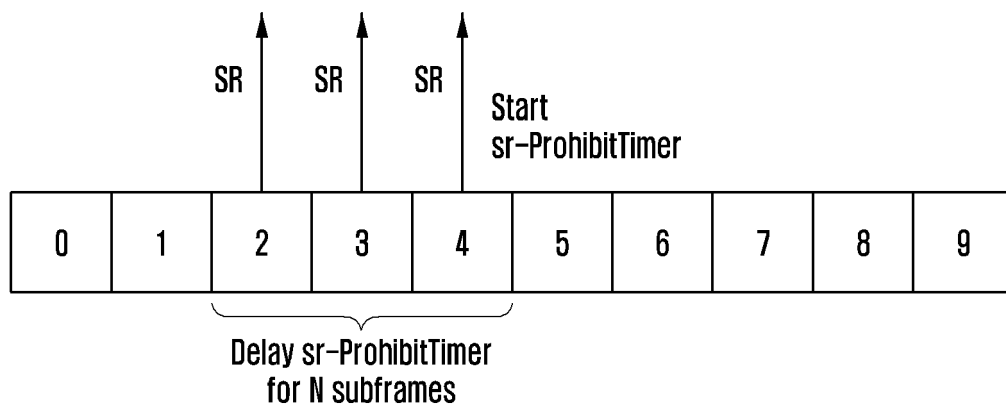 SR
SR
SR
Start
sr-ProhibitTimer
0 1 2 3 4 5 6 7 8 9
Delay sr-ProhibitTimer
for N subframes